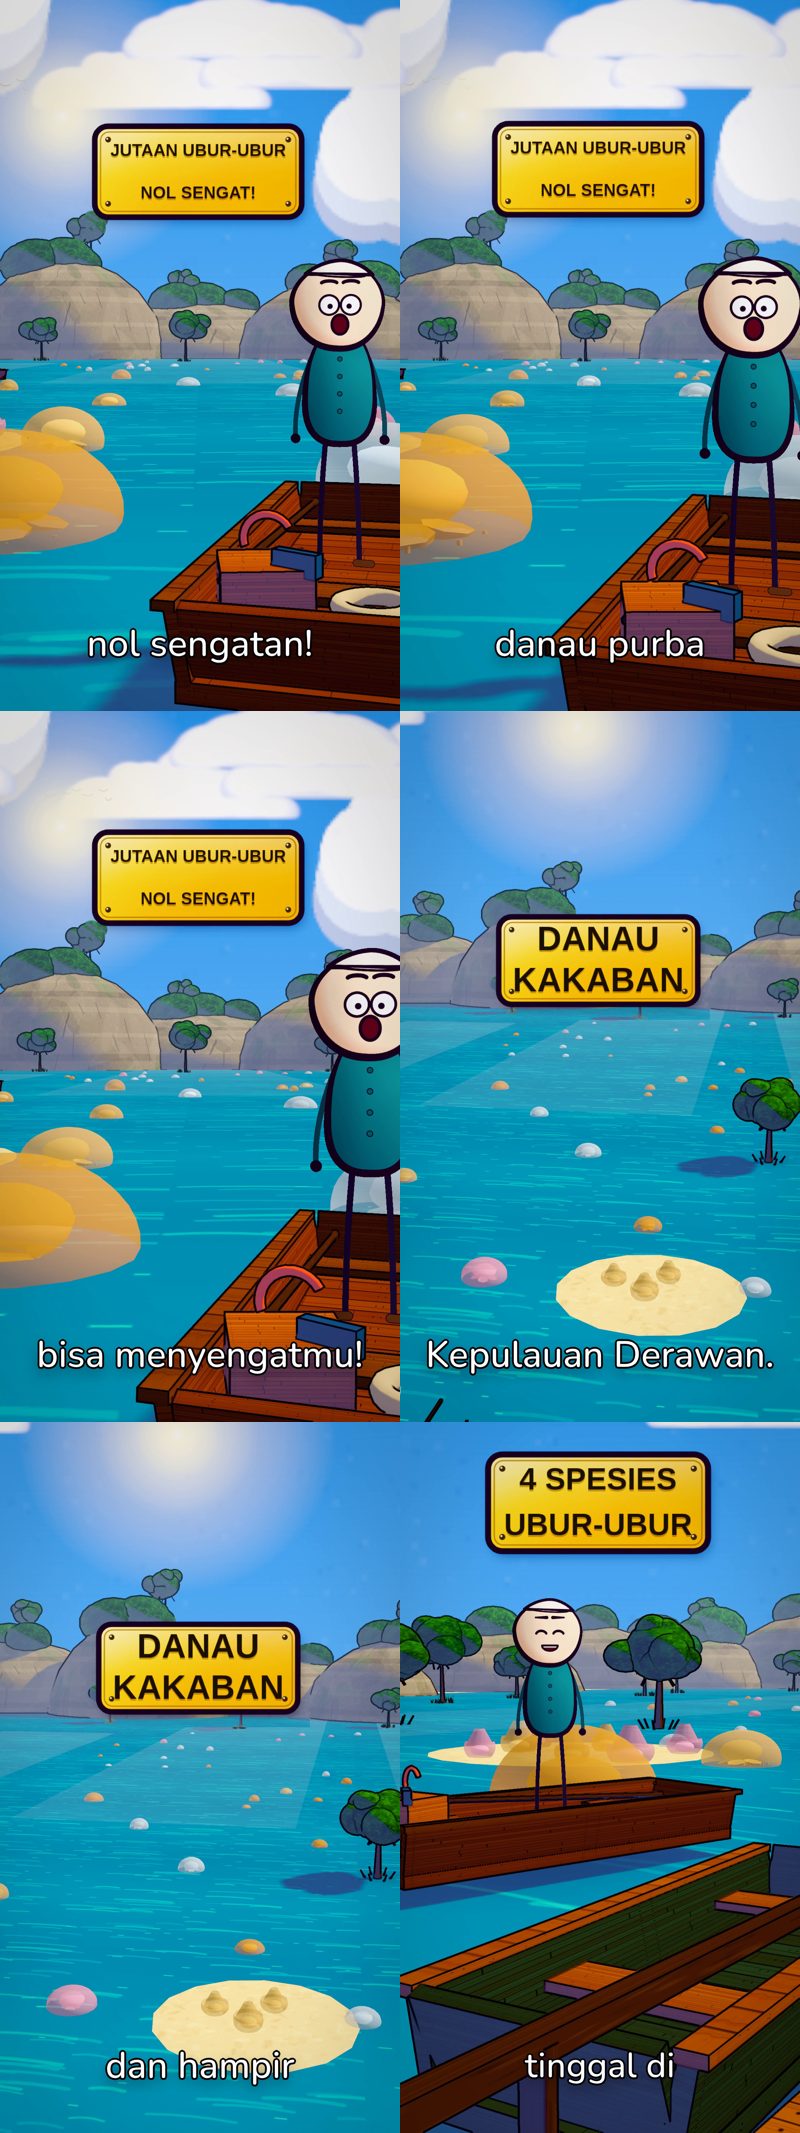 JUTAAN UBUR-UBUR
NOL SENGAT!
nol sengatan!
JUTAAN UBUR-UBUR
NOL SENGAT!
danau purba
JUTAAN UBUR-UBUR
NOL SENGAT!
bisa menyengatmu!
DANAU
KAKABAN
Kepulauan Derawan.
DANAU
KAKABAN
dan hampir
4 SPESIES
UBUR-UBUR
tinggal di